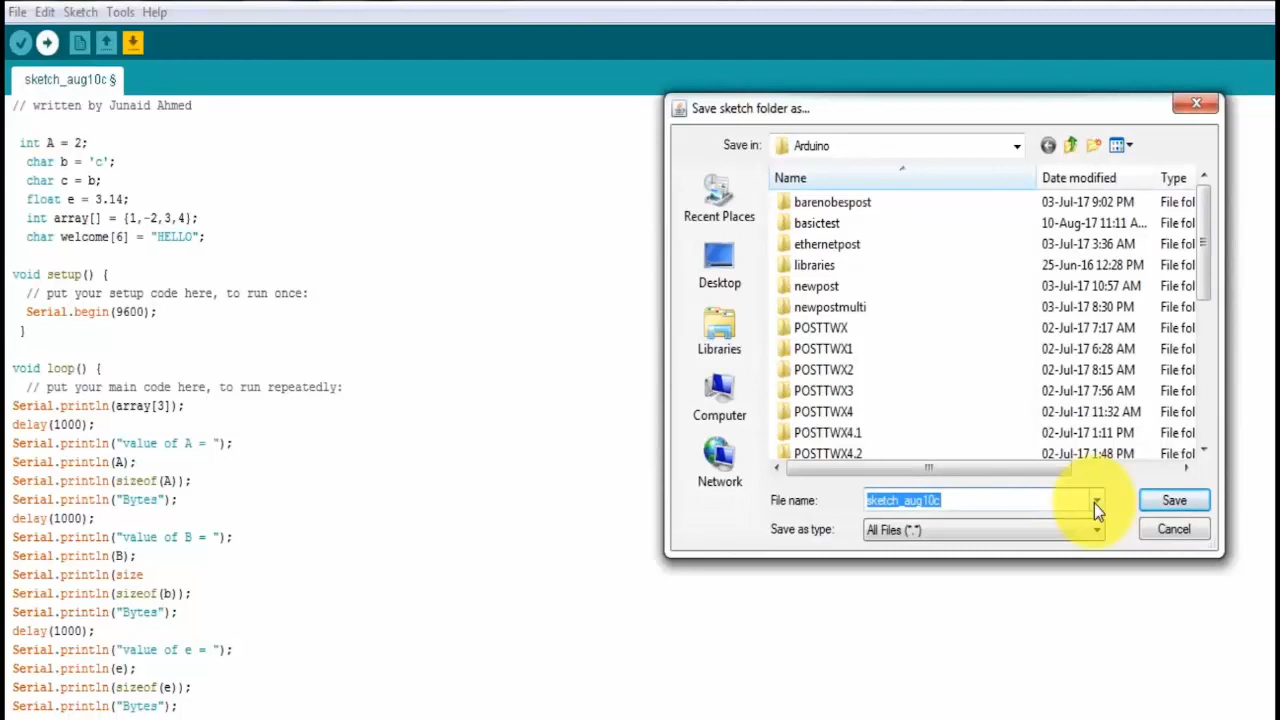 File Edit Sketch Tools Help
sketch_aug10c §
// written by Junaid Ahmed
int A = 2;
char b = 'c';
char c = b;
float e = 3.14;
int array[] = {1,-2,3,4};
char welcome[6] = "HELLO";
void setup() {
// put your setup code here, to run once:
Serial.begin(9600);
}
void loop() {
// put your main code here, to run repeatedly:
Serial.println(array[3]);
delay(1000);
Serial.println("value of A = ");
Serial.println(A);
Serial.println(sizeof(A));
Serial.println("Bytes");
delay(1000);
Serial.println("value of B = ");
Serial.println(B);
Serial.println(size
Serial.println(sizeof(b));
Serial.println("Bytes");
delay(1000);
Serial.println("value of e = ");
Serial.println(e);
Serial.println(sizeof(e));
Serial.println("Bytes");
Save sketch folder as...
Save in: Arduino
Recent Places
Desktop
Libraries
Computer
Network
Name Date modified Type
barenobespost 03-Jul-17 9:02 PM File fol
basictest 10-Aug-17 11:11 A... File fol
ethernetpost 03-Jul-17 3:36 AM File fol
libraries 25-Jun-16 12:28 PM File fol
newpost 03-Jul-17 10:57 AM File fol
newpostmulti 03-Jul-17 8:30 PM File fol
POSTTWX 02-Jul-17 7:17 AM File fol
POSTTWX1 02-Jul-17 6:28 AM File fol
POSTTWX2 02-Jul-17 8:15 AM File fol
POSTTWX3 02-Jul-17 7:56 AM File fol
POSTTWX4 02-Jul-17 11:32 AM File fol
POSTTWX4.1 02-Jul-17 1:11 PM File fol
POSTTWX4.2 02-Jul-17 1:48 PM File fol
File name: sketch_aug10c Save
Save as type: All Files (*.*) Cancel